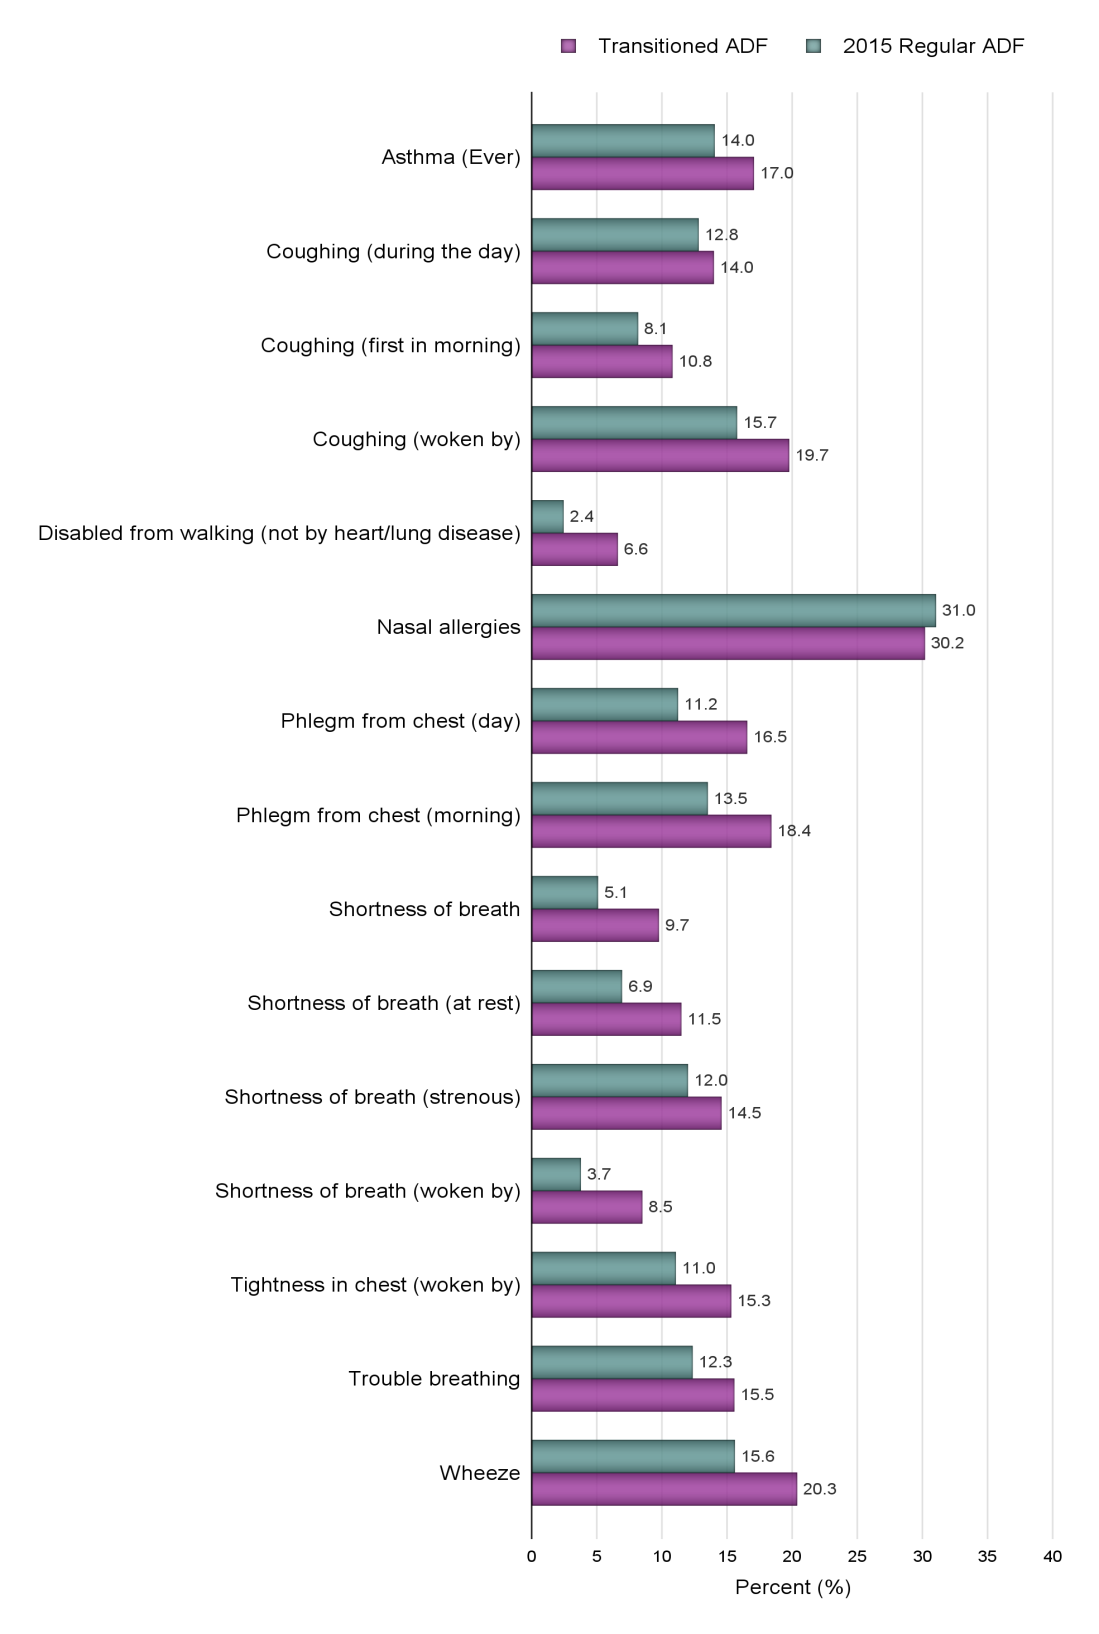 Transitioned ADF 2015 Regular ADF
Asthma (Ever) 14.0
17.0
Coughing (during the day) 12.8
14.0
Coughing (first in morning) 8.1
10.8
Coughing (woken by) 15.7
19.7
Disabled from walking (not by heart/lung disease) 2.4
6.6
Nasal allergies 31.0
30.2
Phlegm from chest (day) 11.2
16.5
Phlegm from chest (morning) 13.5
18.4
Shortness of breath 5.1
9.7
Shortness of breath (at rest) 6.9
11.5
Shortness of breath (strenous) 12.0
14.5
Shortness of breath (woken by) 3.7
8.5
Tightness in chest (woken by) 11.0
15.3
Trouble breathing 12.3
15.5
Wheeze 15.6
20.3
0 5 10 15 20 25 30 35 40
Percent (%)